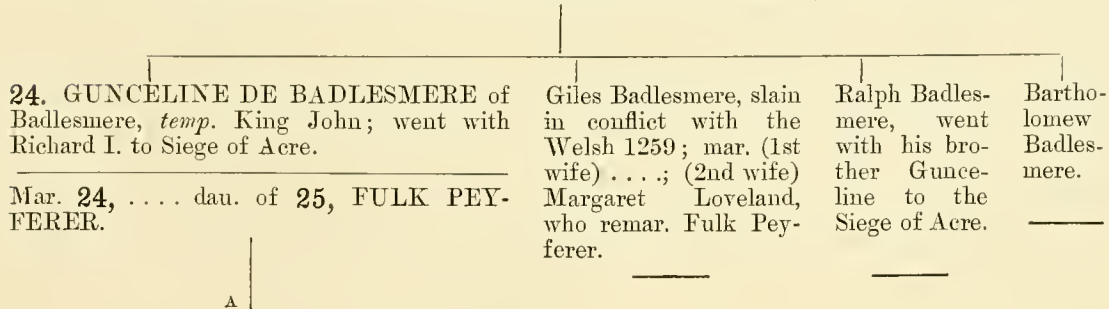 24. GUNCELINE DE BADLESMERE of
Badlesmere, temp. King John; went with
Richard I. to Siege of Acre.
Mar. 24, .... dau. of 25, FULK PEY-
FERER.
A
Giles Badlesmere, slain
in conflict with the
Welsh 1259; mar. (1st
wife) ....; (2nd wife)
Margaret Loveland,
who remar. Fulk Pey-
ferer.
Ralph Badles-
mere, went
with his bro-
ther Gunce-
line to the
Siege of Acre.
Bartho-
lomew
Badles-
mere.